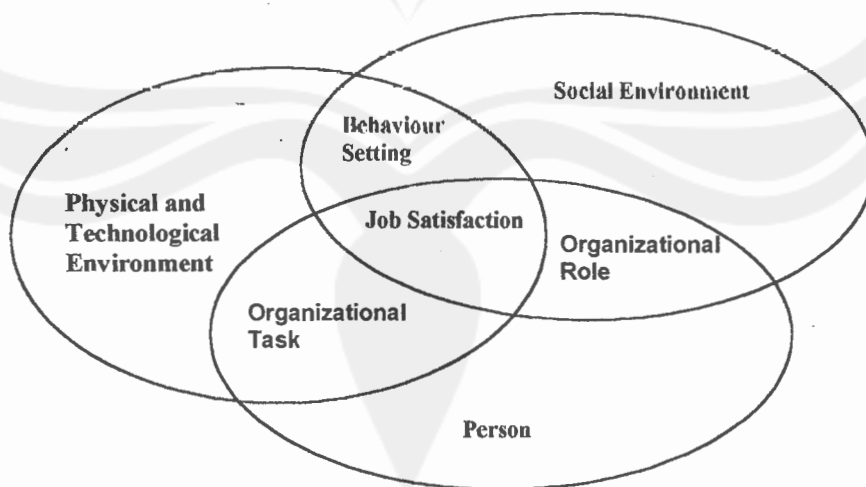 Social Environment
Behaviour
Setting
Physical and
Technological
Environment
Job Satisfaction
Organizational
Role
Organizational
Task
Person